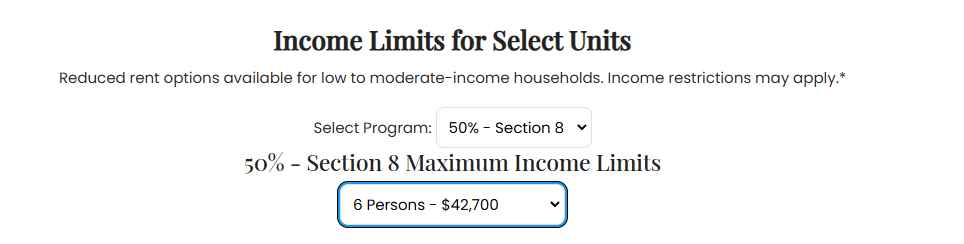 Income Limits for Select Units
Reduced rent options available for low to moderate-income households. Income restrictions may apply.*
Select Program: 50% - Section 8
50% - Section 8 Maximum Income Limits
6 Persons - $42,700